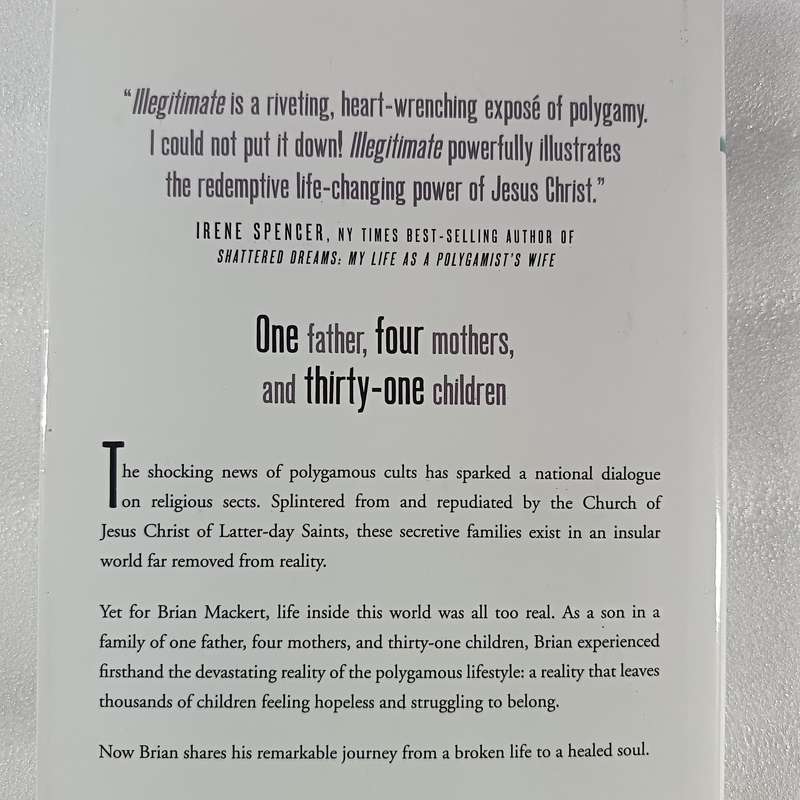 “Illegitimate is a riveting, heart-wrenching exposé of polygamy.
I could not put it down! Illegitimate powerfully illustrates
the redemptive life-changing power of Jesus Christ.”
IRENE SPENCER, NY TIMES BEST-SELLING AUTHOR OF
SHATTERED DREAMS: MY LIFE AS A POLYGAMIST'S WIFE
One father, four mothers,
and thirty-one children
The shocking news of polygamous cults has sparked a national dialogue
on religious sects. Splintered from and repudiated by the Church of
Jesus Christ of Latter-day Saints, these secretive families exist in an insular
world far removed from reality.
Yet for Brian Mackert, life inside this world was all too real. As a son in a
family of one father, four mothers, and thirty-one children, Brian experienced
firsthand the devastating reality of the polygamous lifestyle: a reality that leaves
thousands of children feeling hopeless and struggling to belong.
Now Brian shares his remarkable journey from a broken life to a healed soul.